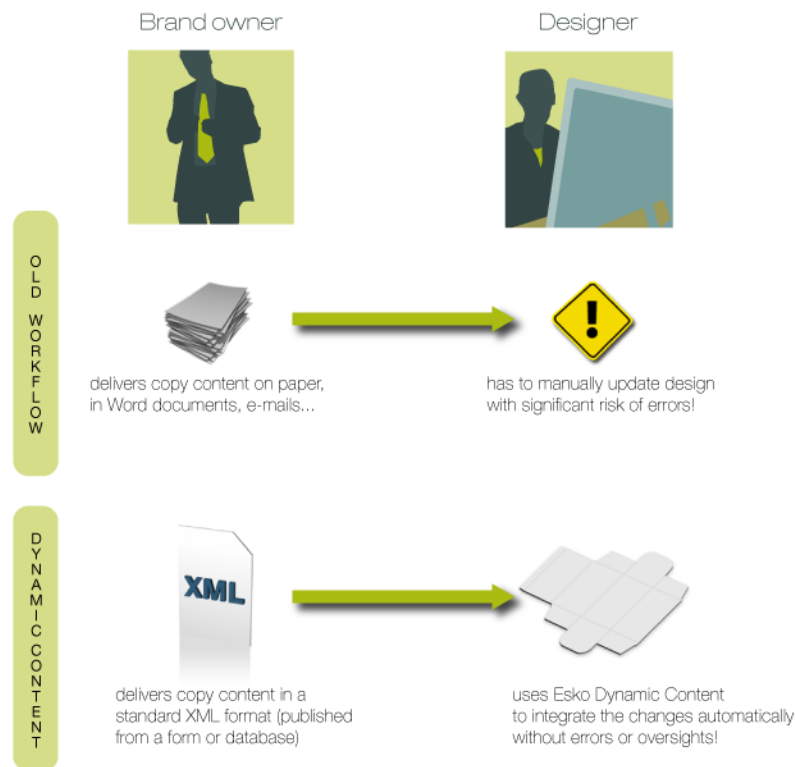 Brand owner
Designer
OLD WORKFLOW
delivers copy content on paper,
in Word documents, e-mails...
has to manually update design
with significant risk of errors!
DYNAMIC CONTENT
XML
delivers copy content in a
standard XML format (published
from a form or database)
uses Esko Dynamic Content
to integrate the changes automatically
without errors or oversights!